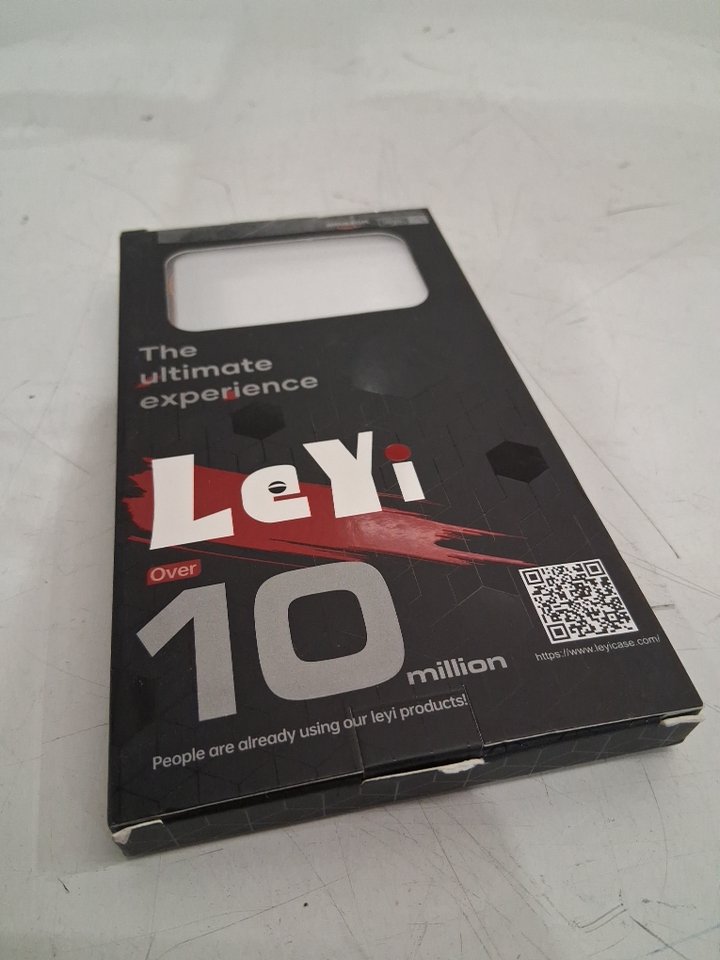 The
ultimate
experience
LeYi
Over
10
million
https://www.leyicase.com/
People are already using our leyi products!